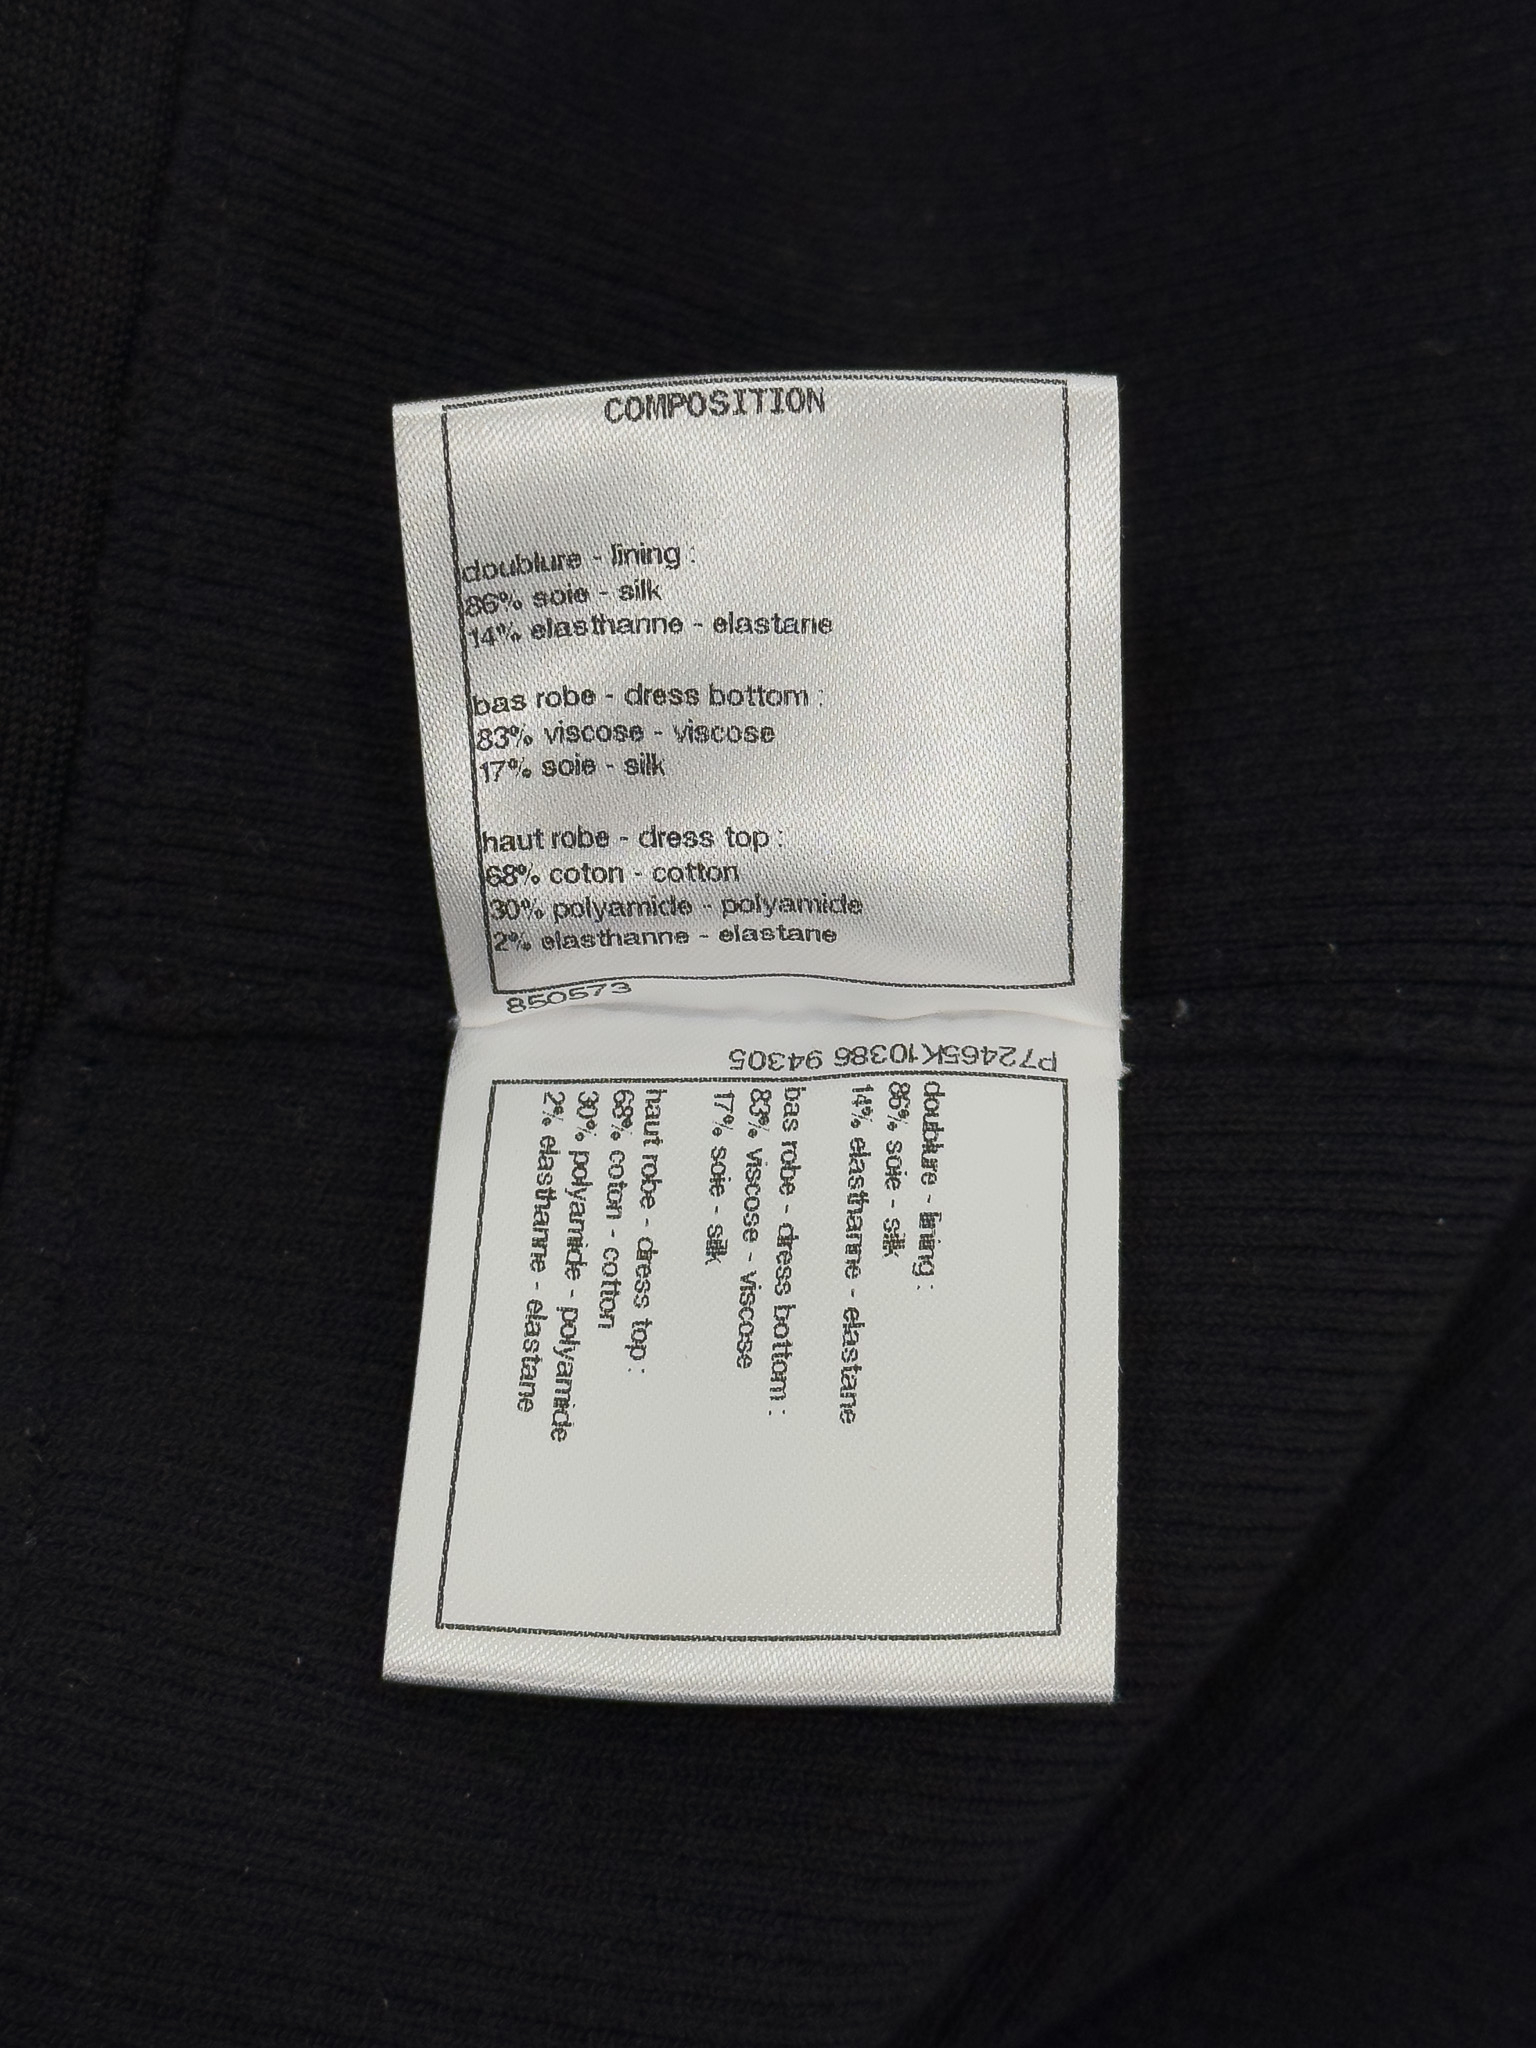 COMPOSITION
doublure - lining :
86% soie - silk
14% elasthanne - elastane
bas robe - dress bottom :
83% viscose - viscose
17% soie - silk
haut robe - dress top :
68% coton - cotton
30% polyamide - polyamide
2% elasthanne - elastane
850573
P72465K10386 94305
doublure - lining :
86% soie - silk
14% elasthanne - elastane
bas robe - dress bottom :
83% viscose - viscose
17% soie - silk
haut robe - dress top :
68% coton - cotton
30% polyamide - polyamide
2% elasthanne - elastane